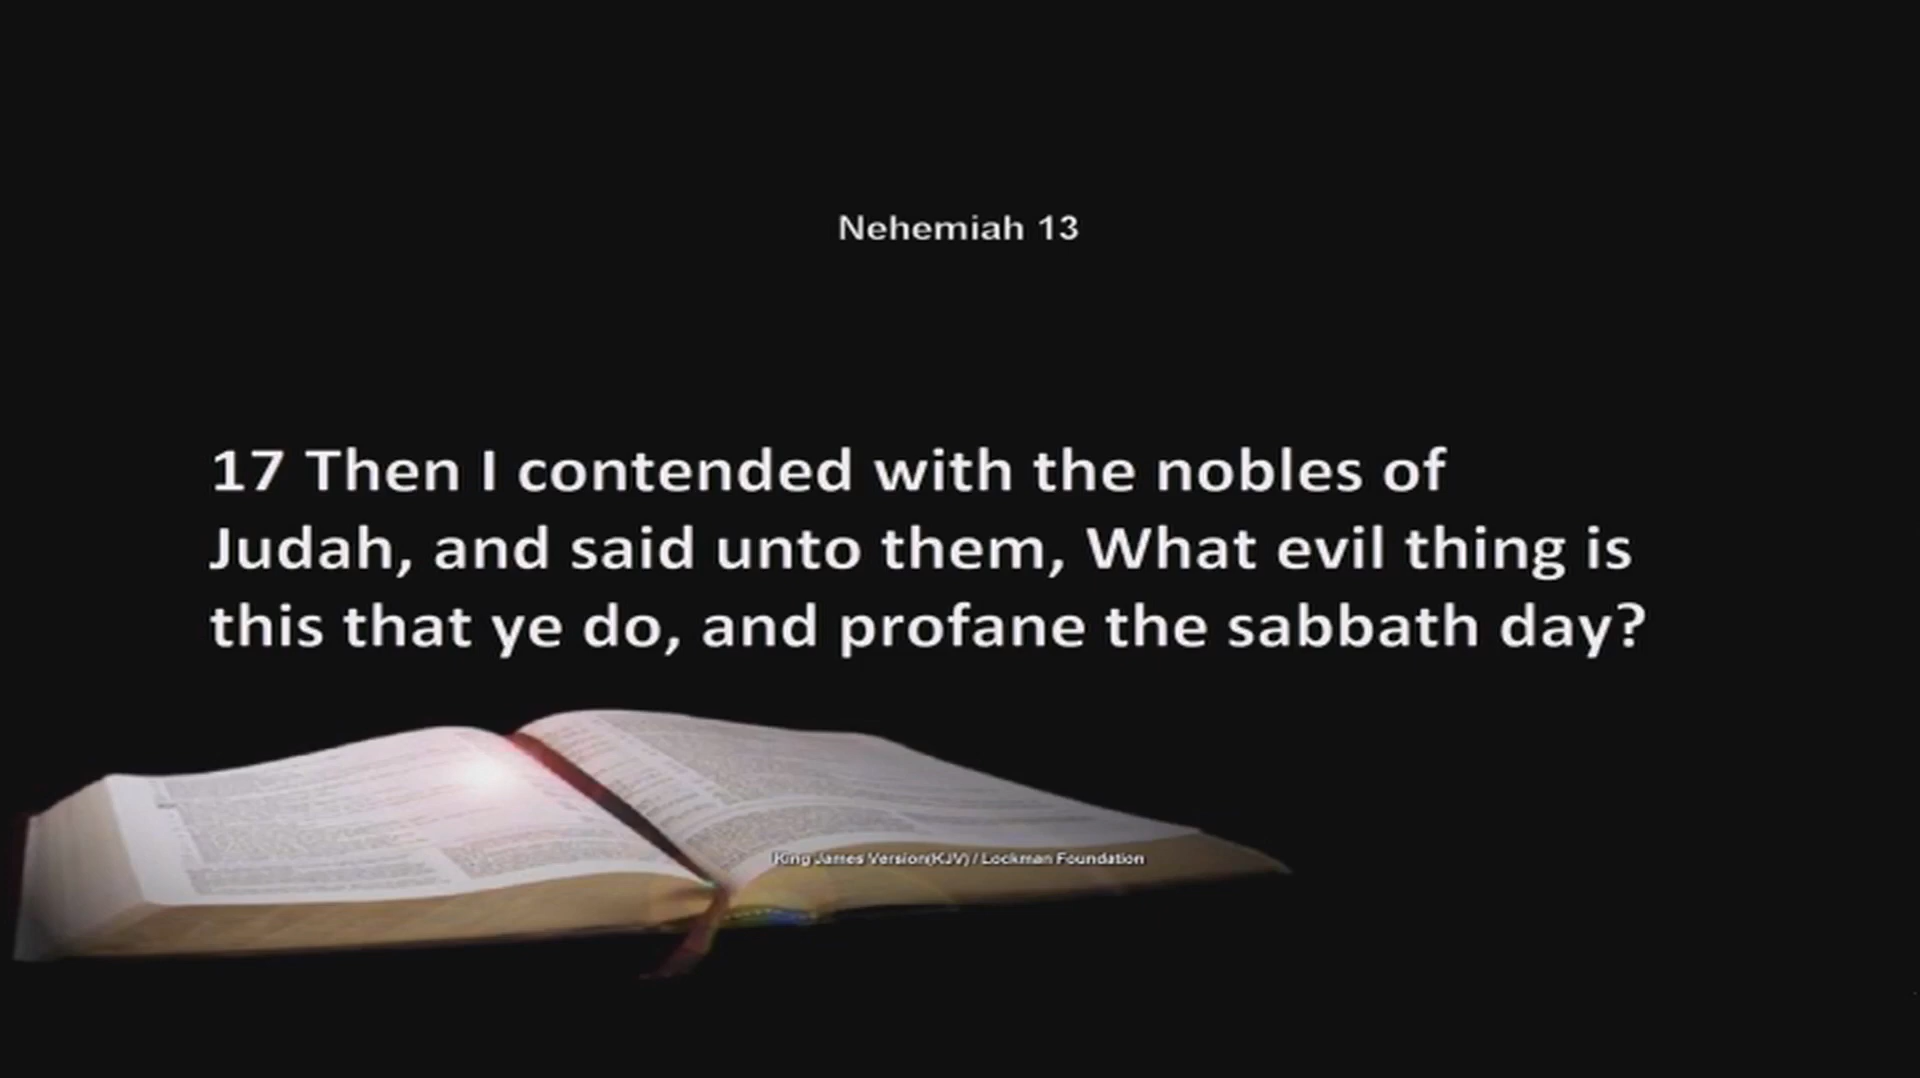 Nehemiah 13
17 Then I contended with the nobles of
Judah, and said unto them, What evil thing is
this that ye do, and profane the sabbath day?
King James Version(KJV) / Lockman Foundation